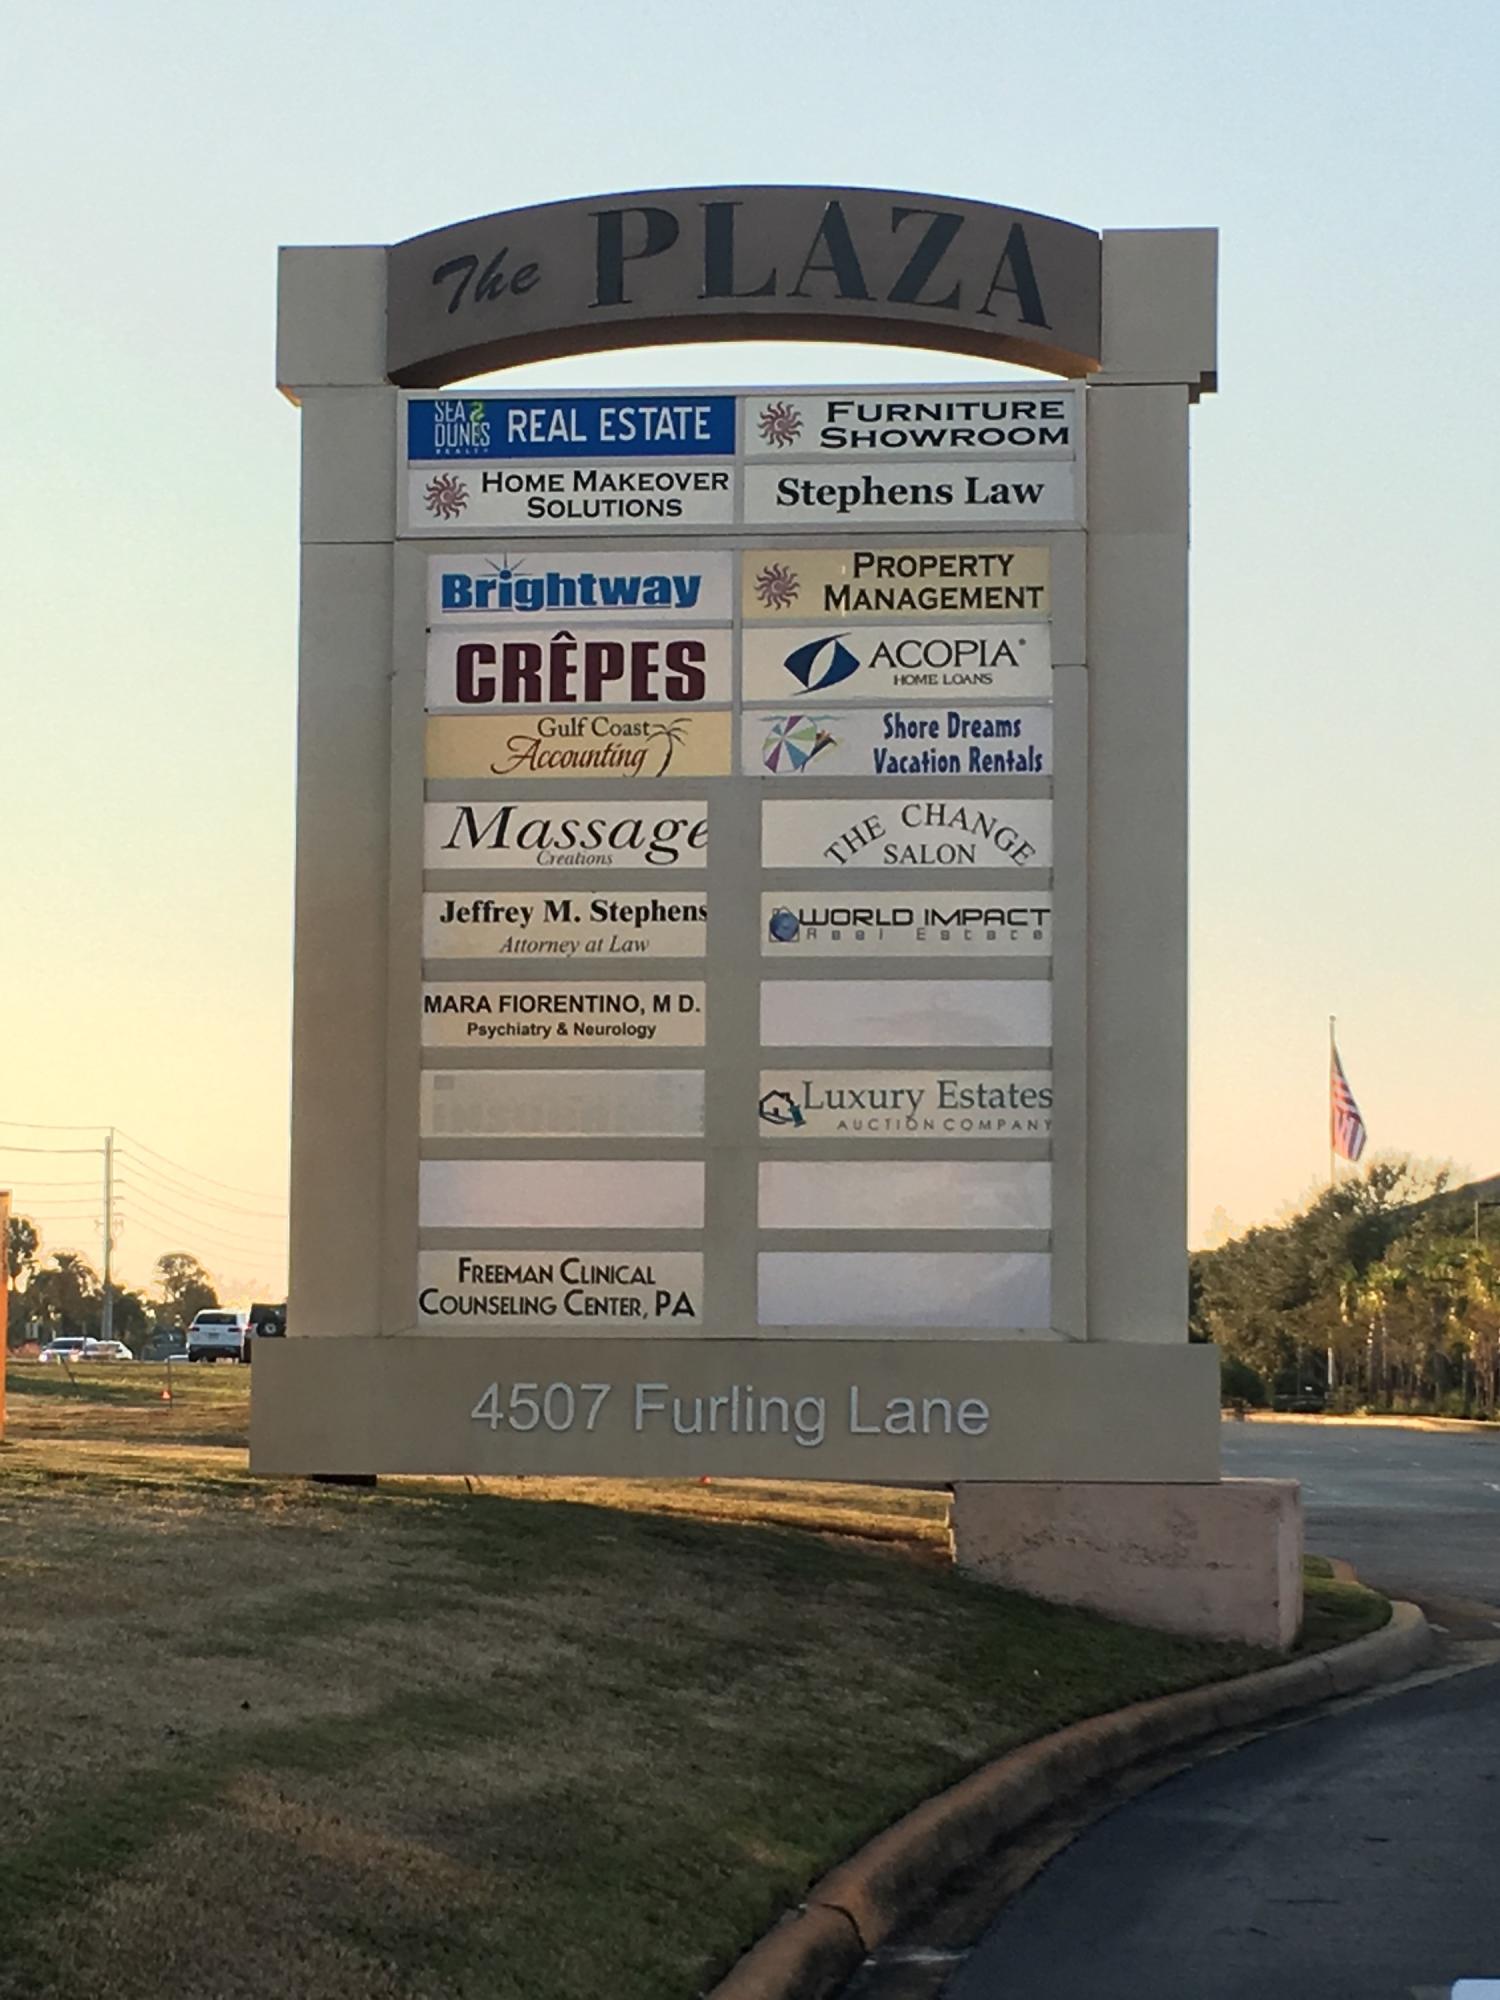 The PLAZA
SEA
DUNES
REALTY
REAL ESTATE
FURNITURE
SHOWROOM
HOME MAKEOVER
SOLUTIONS
Stephens Law
Brightway
PROPERTY
MANAGEMENT
CRÊPES
ACOPIA®
HOME LOANS
Gulf Coast
Accounting
Shore Dreams
Vacation Rentals
Massage
Creations
THE CHANGE
SALON
Jeffrey M. Stephens
Attorney at Law
WORLD IMPACT
Real Estate
MARA FIORENTINO, M D.
Psychiatry & Neurology
Luxury Estates
AUCTION COMPANY
FREEMAN CLINICAL
COUNSELING CENTER, PA
4507 Furling Lane